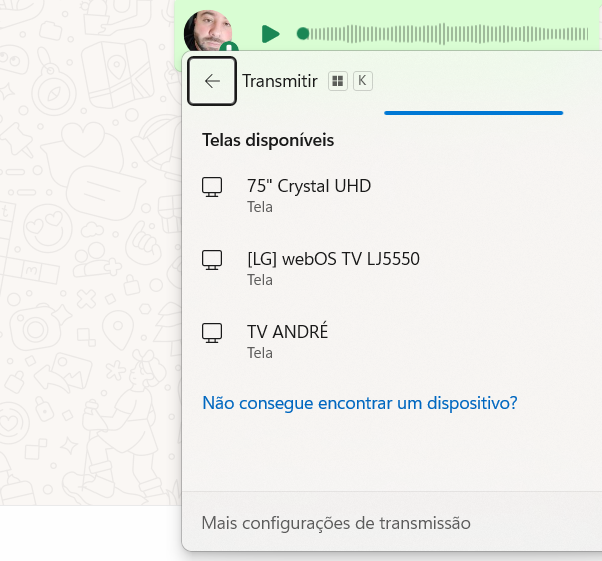 Transmitir K
Telas disponíveis
75" Crystal UHD
Tela
[LG] webOS TV LJ5550
Tela
TV ANDRÉ
Tela
Não consegue encontrar um dispositivo?
Mais configurações de transmissão